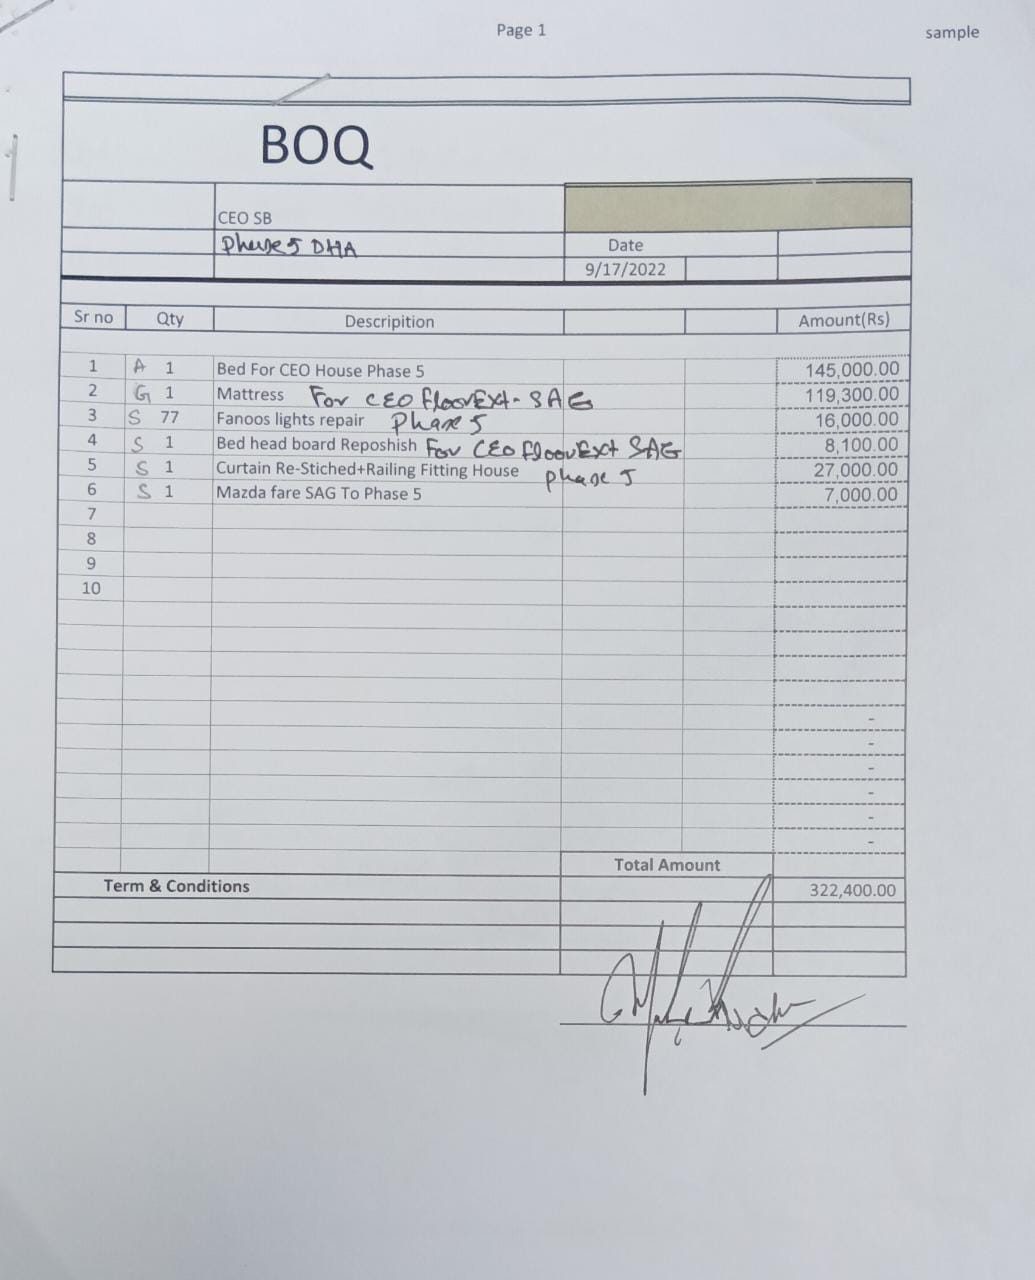 Page 1 sample
BOQ
CEO SB
Phase 5 DHA Date
9/17/2022
Sr no Qty Descripition Amount(Rs)
1 A 1 Bed For CEO House Phase 5 145,000.00
2 G 1 Mattress For CEO floor Ext- SAG 119,300.00
3 S 77 Fanoos lights repair Phase 5 16,000.00
4 S 1 Bed head board Reposhish For CEO floor Ext SAG 8,100.00
5 S 1 Curtain Re-Stiched+Railing Fitting House phase 5 27,000.00
6 S 1 Mazda fare SAG To Phase 5 7,000.00
7
8
9
10
-
-
-
-
-
-
Total Amount
Term & Conditions 322,400.00